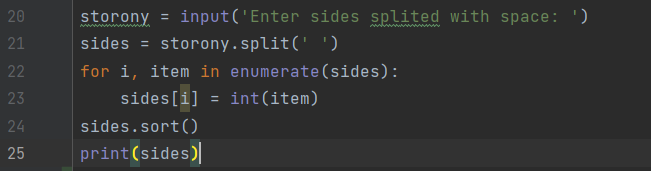 20 storony = input('Enter sides splited with space: ')
21 sides = storony.split(' ')
22 for i, item in enumerate(sides):
23     sides[i] = int(item)
24 sides.sort()
25 print(sides)